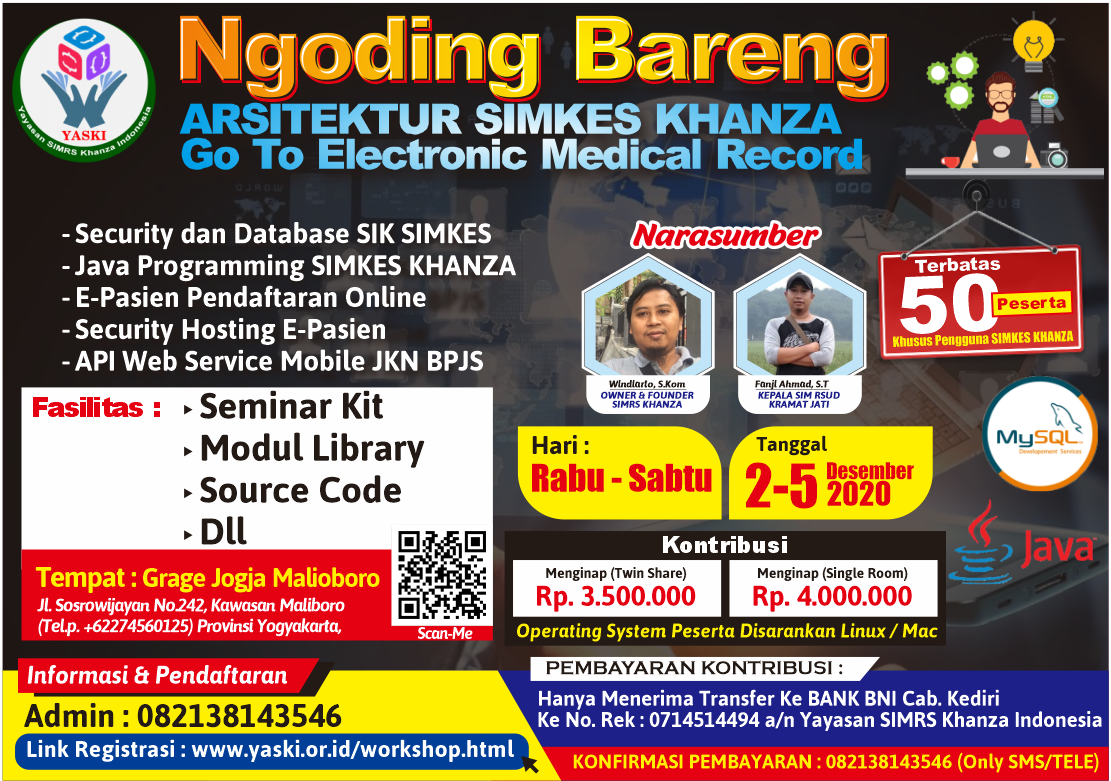 Ngoding Bareng
ARSITEKTUR SIMKES KHANZA
Go To Electronic Medical Record
YASKI
Yayasan SIMRS Khanza Indonesia
- Security dan Database SIK SIMKES
- Java Programming SIMKES KHANZA
- E-Pasien Pendaftaran Online
- Security Hosting E-Pasien
- API Web Service Mobile JKN BPJS
Narasumber
Windiarto, S.Kom
OWNER & FOUNDER
SIMRS KHANZA
Fanji Ahmad, S.T
KEPALA SIM RSUD
KRAMAT JATI
Terbatas
50 Peserta
Khusus Pengguna SIMKES KHANZA
Fasilitas :
▸ Seminar Kit
▸ Modul Library
▸ Source Code
▸ Dll
Hari :
Rabu - Sabtu
Tanggal
2-5 Desember
2020
MySQL
Developement Services
Java
Tempat : Grage Jogja Malioboro
Jl. Sosrowijayan No.242, Kawasan Maliboro
(Tel.p. +62274560125) Provinsi Yogyakarta,
Scan-Me
Kontribusi
Menginap (Twin Share)
Rp. 3.500.000
Menginap (Single Room)
Rp. 4.000.000
Operating System Peserta Disarankan Linux / Mac
Informasi & Pendaftaran
Admin : 082138143546
Link Registrasi : www.yaski.or.id/workshop.html
PEMBAYARAN KONTRIBUSI :
Hanya Menerima Transfer Ke BANK BNI Cab. Kediri
Ke No. Rek : 0714514494 a/n Yayasan SIMRS Khanza Indonesia
KONFIRMASI PEMBAYARAN : 082138143546 (Only SMS/TELE)